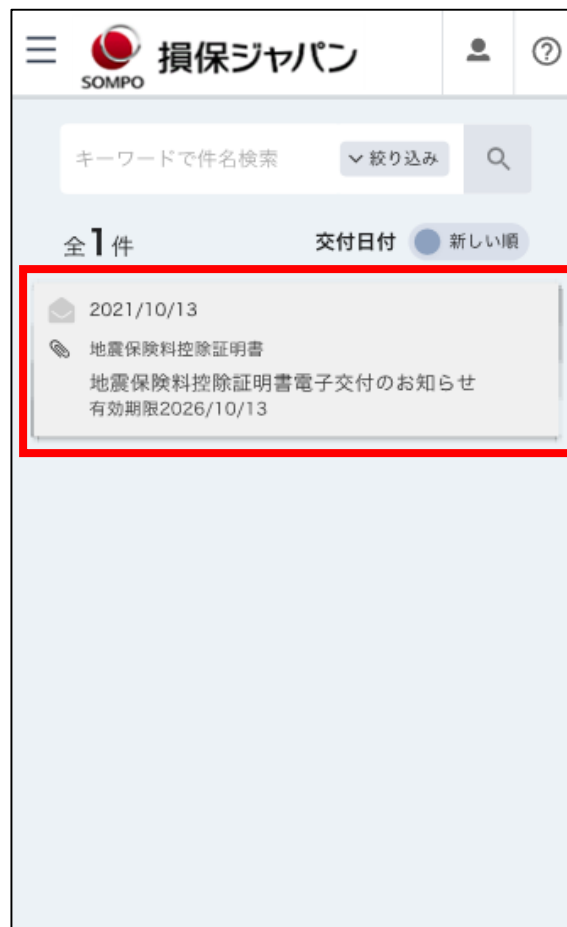 SOMPO
損保ジャパン
キーワードで件名検索
絞り込み
全1件
交付日付
新しい順
2021/10/13
地震保険料控除証明書
地震保険料控除証明書電子交付のお知らせ
有効期限2026/10/13